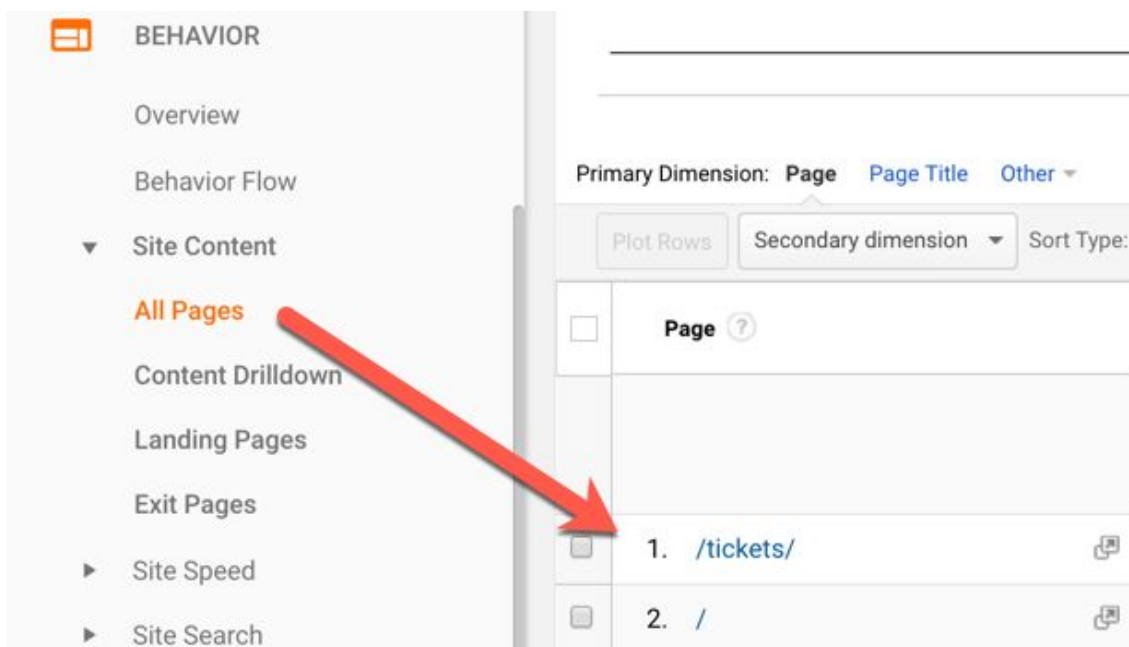 BEHAVIOR
Overview
Behavior Flow
Site Content
All Pages
Content Drilldown
Landing Pages
Exit Pages
Site Speed
Site Search
Primary Dimension: Page Page Title Other
Plot Rows Secondary dimension Sort Type:
Page ?
1. /tickets/
2. /